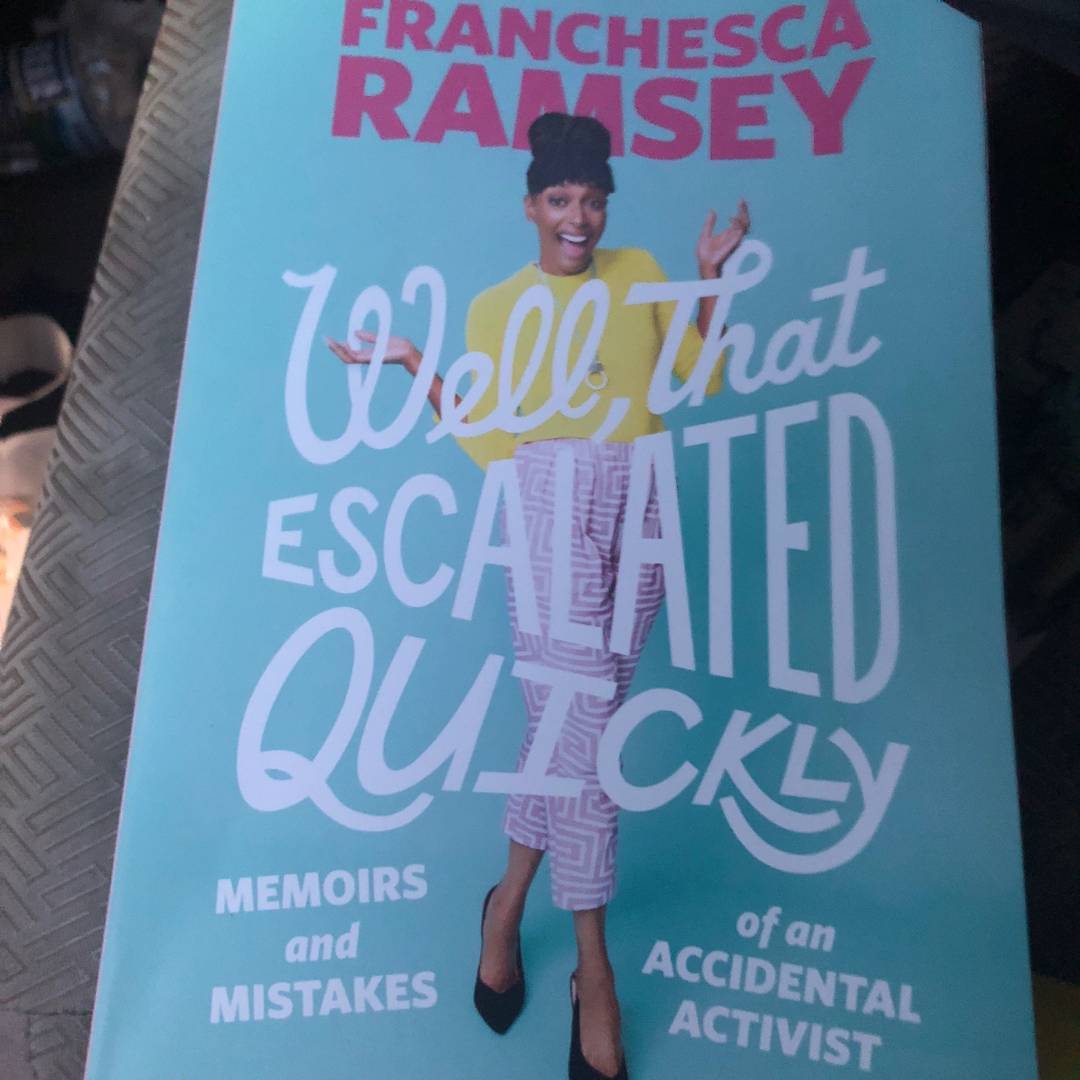 FRANCHESCA
RAMSEY
Well, That
ESCALATED
QUICKLY
MEMOIRS
and
MISTAKES
of an
ACCIDENTAL
ACTIVIST